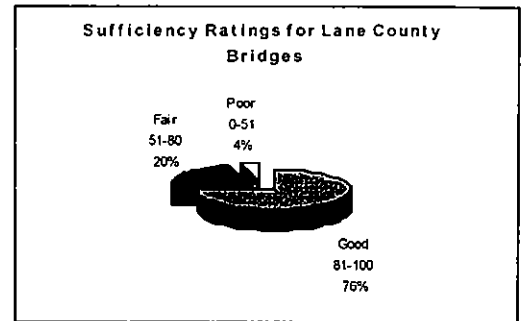 Sufficiency Ratings for Lane County
Bridges
Poor
0-51
4%
Fair
51-80
20%
Good
81-100
76%